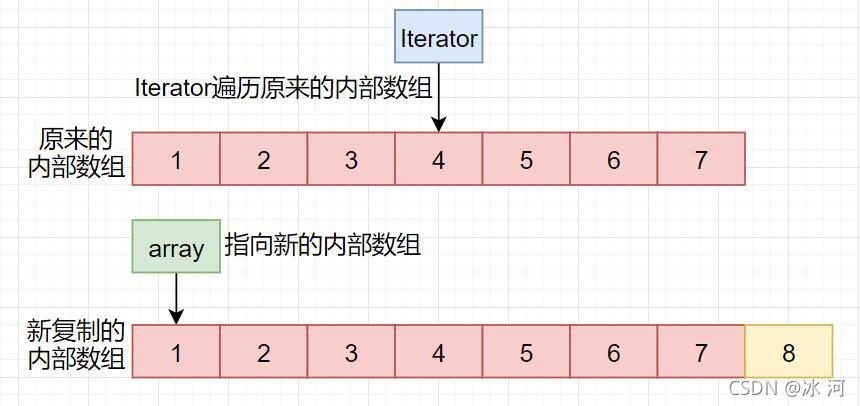 Iterator
Iterator遍历原来的内部数组
原来的
内部数组
1 2 3 4 5 6 7
array
指向新的内部数组
新复制的
内部数组
1 2 3 4 5 6 7 8
CSDN @冰 河